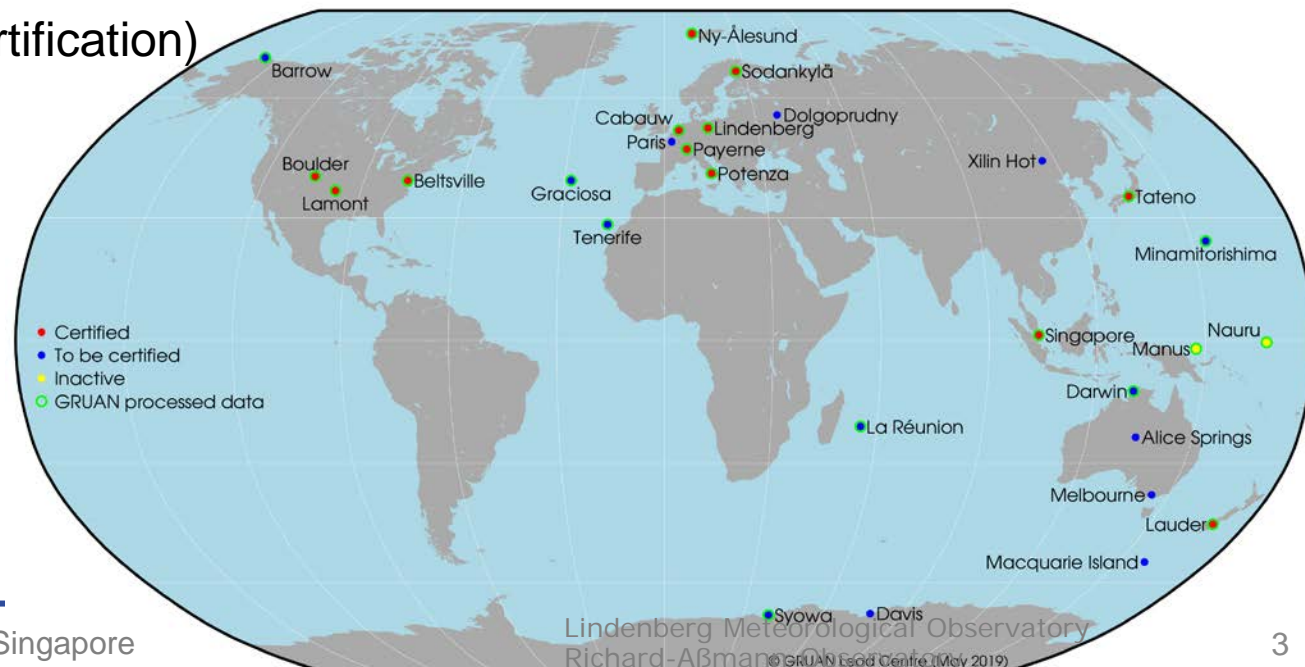 rtification)
Ny-Ålesund
Barrow
Sodankylä
Cabauw
Dolgoprudny
Lindenberg
Paris
Payerne
Xilin Hot
Boulder
Potenza
Beltsville
Graciosa
Lamont
Tateno
Tenerife
Minamitorishima
Certified
To be certified
Inactive
GRUAN processed data
Singapore
Nauru
Manus
Darwin
La Réunion
Alice Springs
Melbourne
Lauder
Macquarie Island
Syowa
Davis
Singapore
Lindenberg Meteorological Observatory
Richard-Aßmann-Observatory
© GRUAN Lead Centre (May 2019)
3